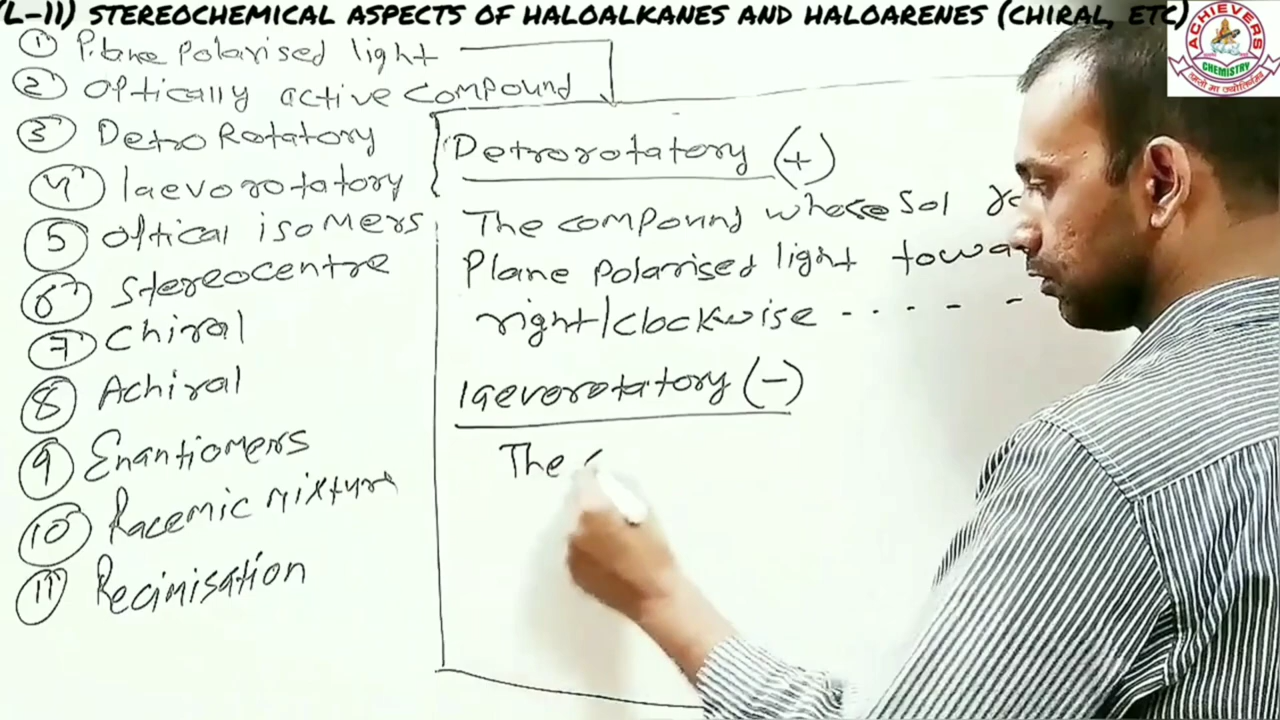 (L-11) STEREOCHEMICAL ASPECTS OF HALOALKANES AND HALOARENES (CHIRAL, ETC)
ACHIEVERS
CHEMISTRY
① Plane Polarised light
② Optically active compound
③ Detro Rotatory
④ laevorotatory
⑤ optical isomers
⑥ Stereocentre
⑦ Chiral
⑧ Achiral
⑨ Enantiomers
⑩ Racemic mixture
⑪ Recimisation
Detrorotatory (+)
The compound whose sol
Plane Polarised light
right/clockwise - - - - -
laevorotatory (-)
The